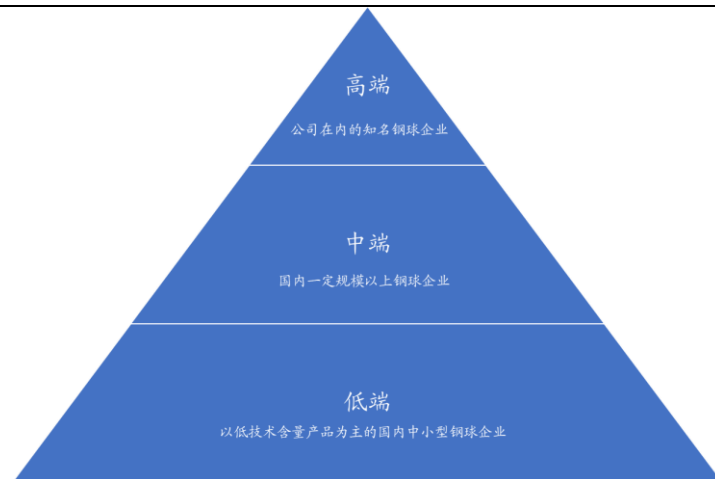 高端
公司在内的知名钢球企业
中端
国内一定规模以上钢球企业
低端
以低技术含量产品为主的国内中小型钢球企业